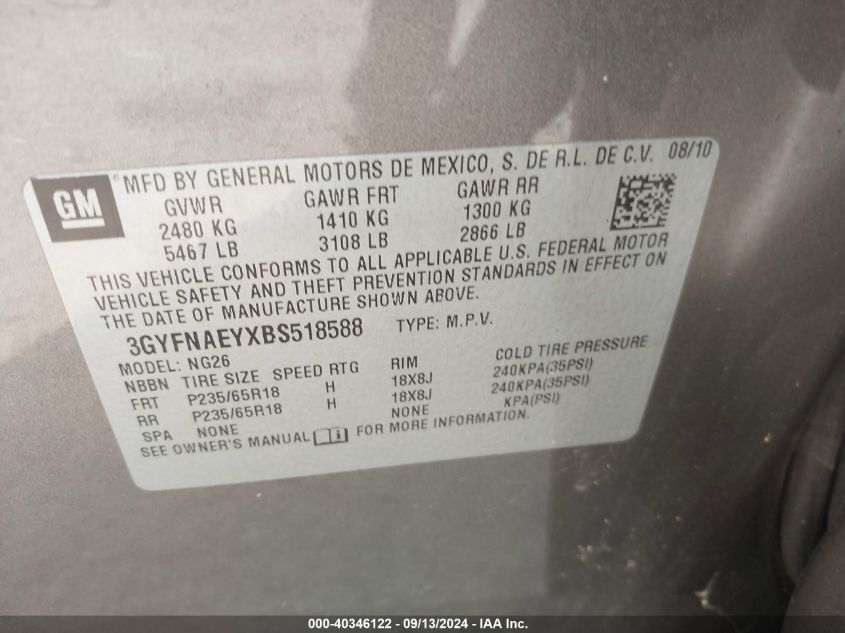 GM
MFD BY GENERAL MOTORS DE MEXICO, S. DE R.L. DE C.V. 08/10
GVWR GAWR FRT GAWR RR
2480 KG 1410 KG 1300 KG
5467 LB 3108 LB 2866 LB
THIS VEHICLE CONFORMS TO ALL APPLICABLE U.S. FEDERAL MOTOR
VEHICLE SAFETY AND THEFT PREVENTION STANDARDS IN EFFECT ON
THE DATE OF MANUFACTURE SHOWN ABOVE.
3GYFNAEYXBS518588 TYPE: M.P.V.
MODEL: NG26
NBBN TIRE SIZE SPEED RTG RIM COLD TIRE PRESSURE
FRT P235/65R18 H 18X8J 240KPA(35PSI)
RR P235/65R18 H 18X8J 240KPA(35PSI)
SPA NONE NONE KPA(PSI)
SEE OWNER'S MANUAL FOR MORE INFORMATION.
000-40346122 - 09/13/2024 - IAA Inc.